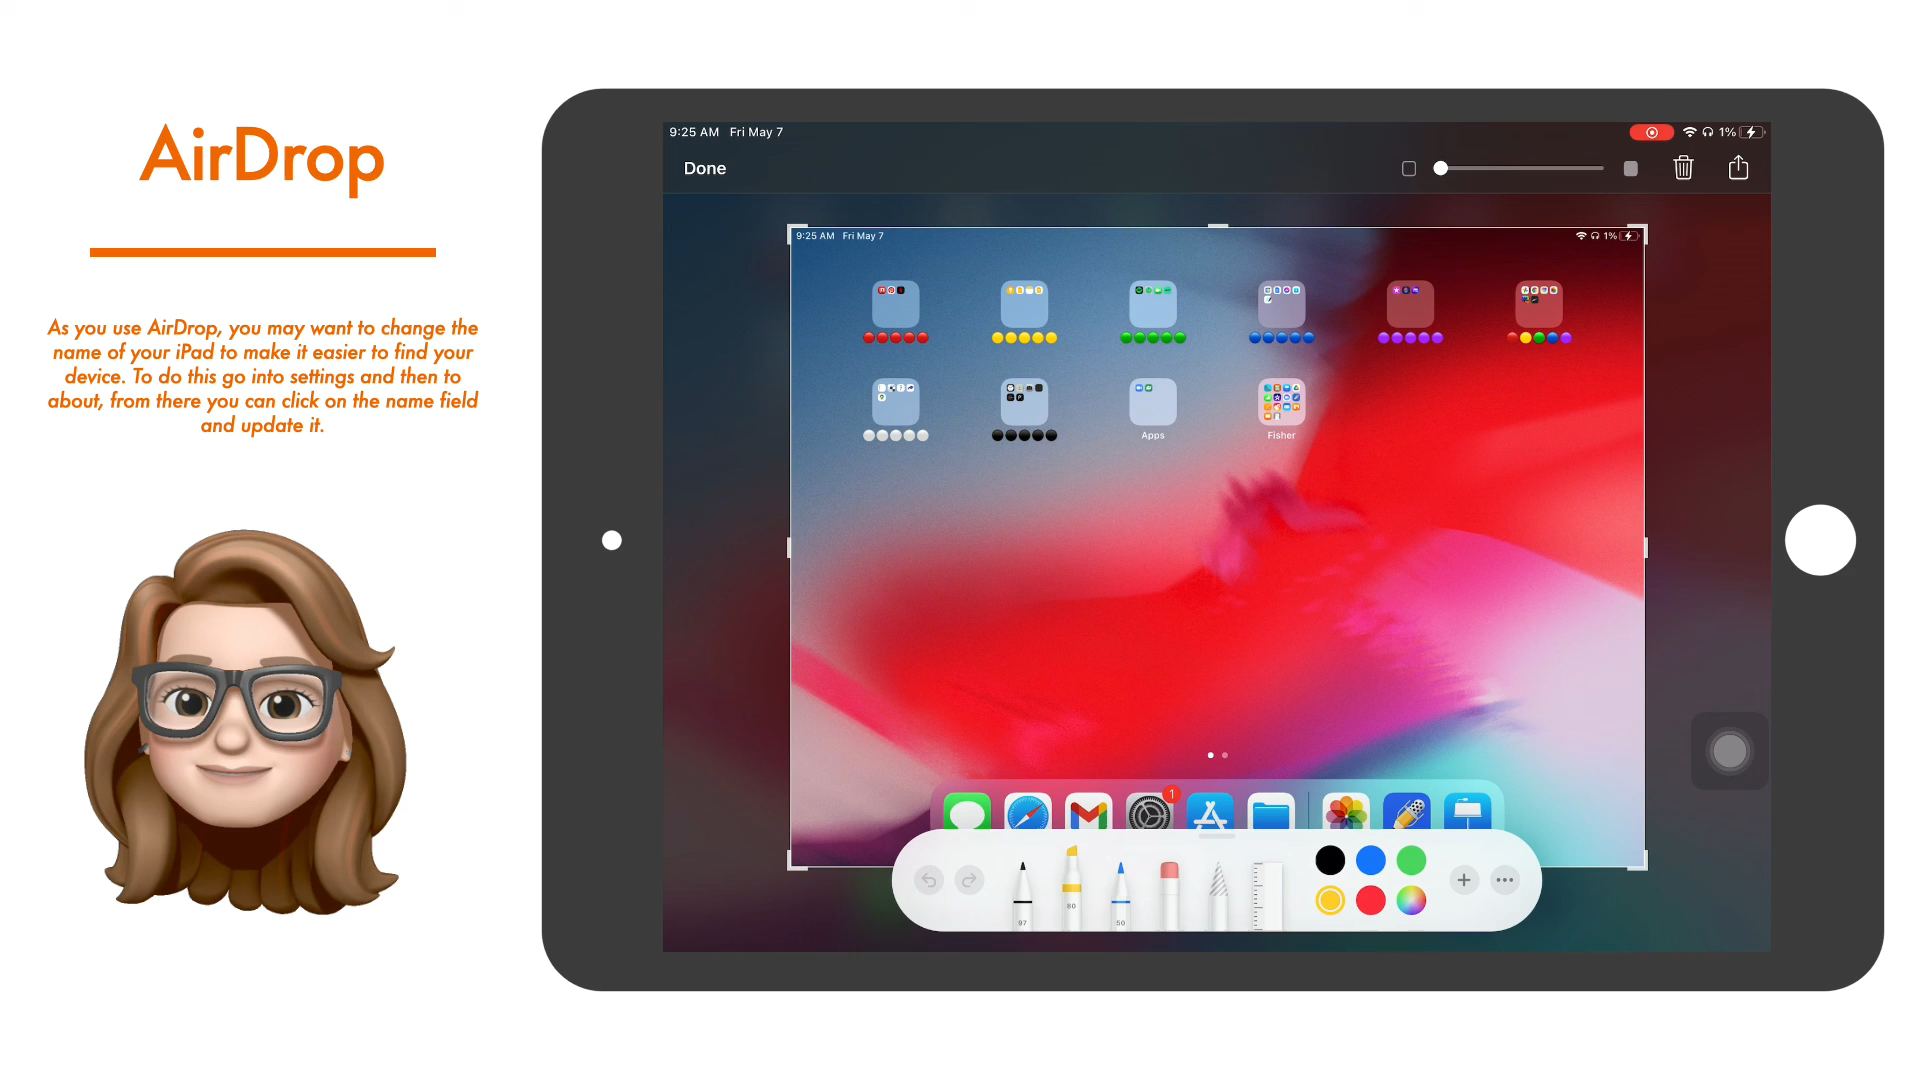 AirDrop
As you use AirDrop, you may want to change the
name of your iPad to make it easier to find your
device. To do this go into settings and then to
about, from there you can click on the name field
and update it.
9:25 AM Fri May 7
1%
Done
9:25 AM Fri May 7
1%
Apps
Fisher
1
97
80
50